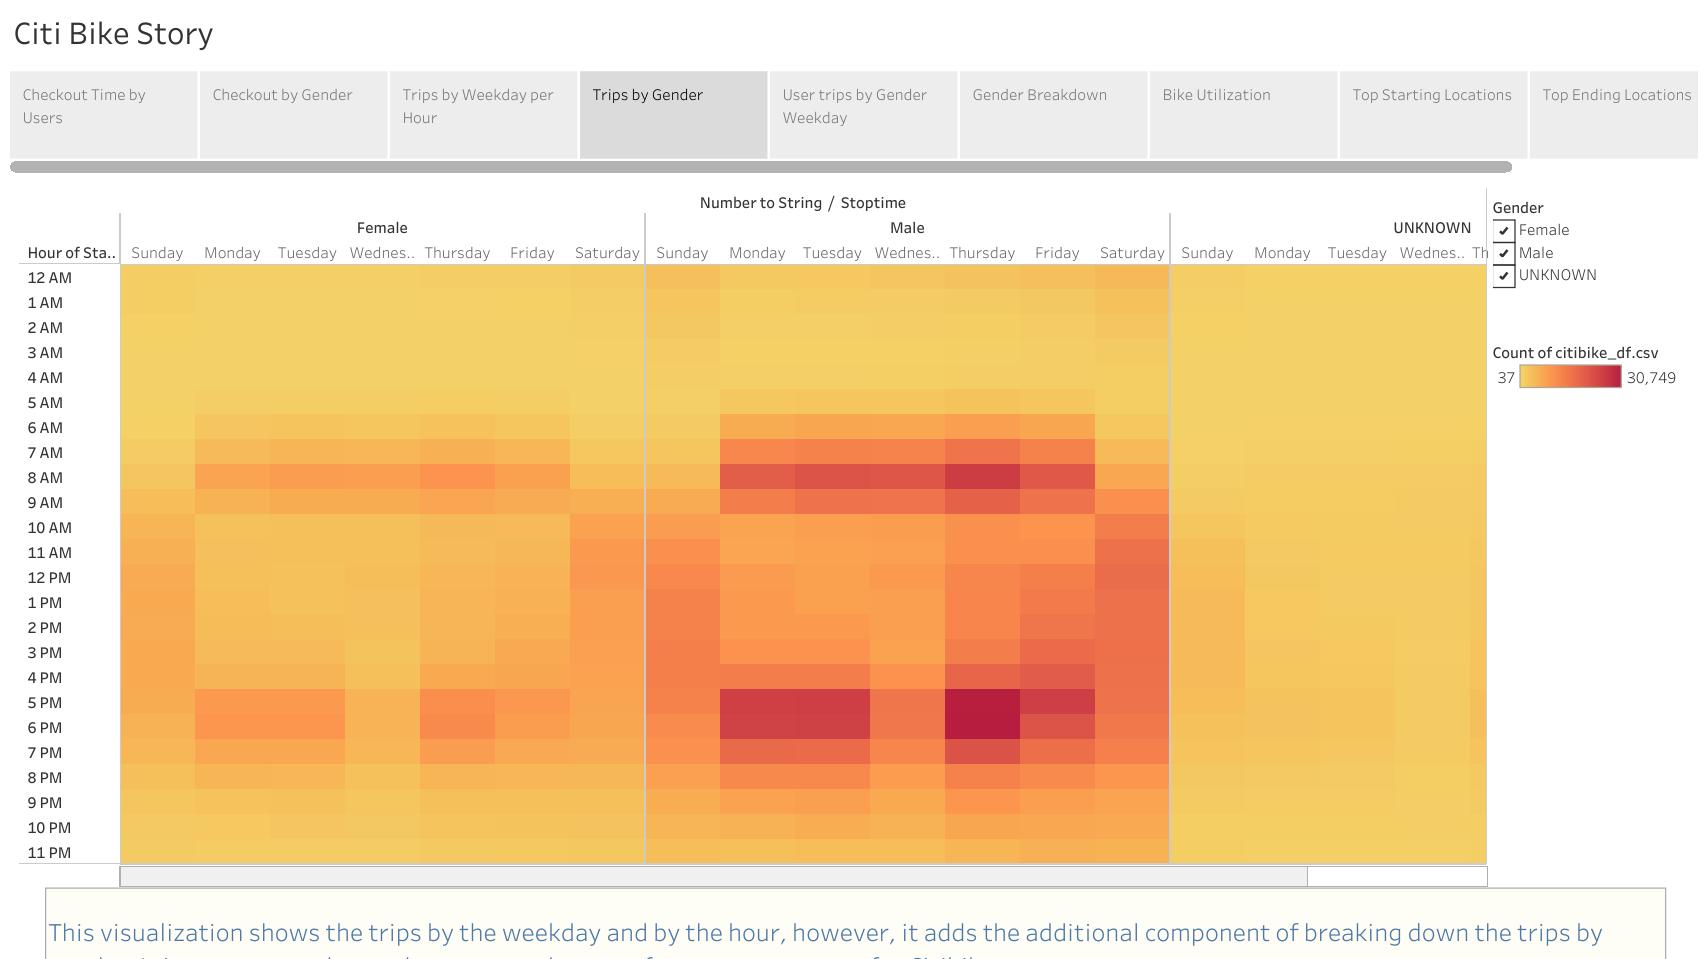 Citi Bike Story
Checkout Time by
Users
Checkout by Gender
Trips by Weekday per
Hour
Trips by Gender
User trips by Gender
Weekday
Gender Breakdown
Bike Utilization
Top Starting Locations
Top Ending Locations
Number to String / Stoptime
Female Male UNKNOWN
Hour of Sta.. Sunday Monday Tuesday Wednes.. Thursday Friday Saturday Sunday Monday Tuesday Wednes.. Thursday Friday Saturday Sunday Monday Tuesday Wednes.. Th
12 AM
1 AM
2 AM
3 AM
4 AM
5 AM
6 AM
7 AM
8 AM
9 AM
10 AM
11 AM
12 PM
1 PM
2 PM
3 PM
4 PM
5 PM
6 PM
7 PM
8 PM
9 PM
10 PM
11 PM
Gender
Female
Male
UNKNOWN
Count of citibike_df.csv
37 30,749
This visualization shows the trips by the weekday and by the hour, however, it adds the additional component of breaking down the trips by